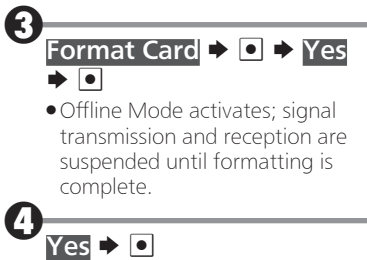 3
Format Card ➡ ⊡ ➡ Yes
➡ ⊡
● Offline Mode activates; signal
transmission and reception are
suspended until formatting is
complete.
4
Yes ➡ ⊡